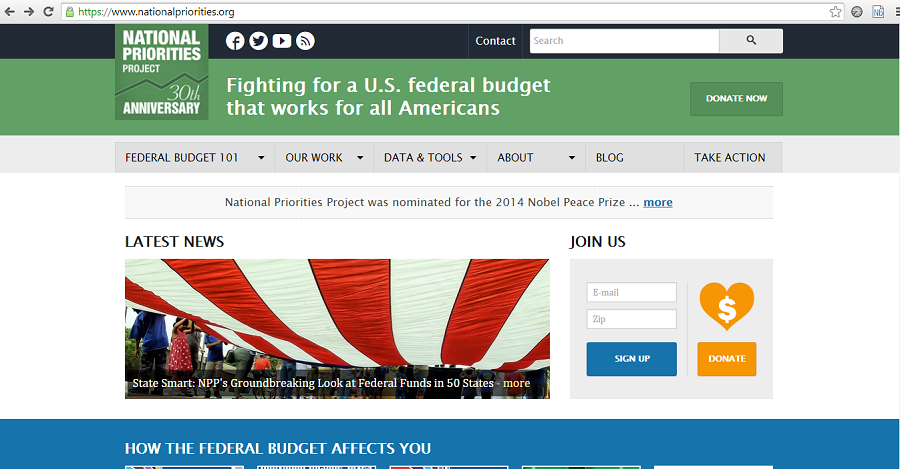 https://www.nationalpriorities.org
NATIONAL
PRIORITIES
PROJECT
30th
ANNIVERSARY
Contact
Search
Fighting for a U.S. federal budget
that works for all Americans
DONATE NOW
FEDERAL BUDGET 101
OUR WORK
DATA & TOOLS
ABOUT
BLOG
TAKE ACTION
National Priorities Project was nominated for the 2014 Nobel Peace Prize ... more
LATEST NEWS
State Smart: NPP's Groundbreaking Look at Federal Funds in 50 States - more
JOIN US
E-mail
Zip
$
SIGN UP
DONATE
HOW THE FEDERAL BUDGET AFFECTS YOU